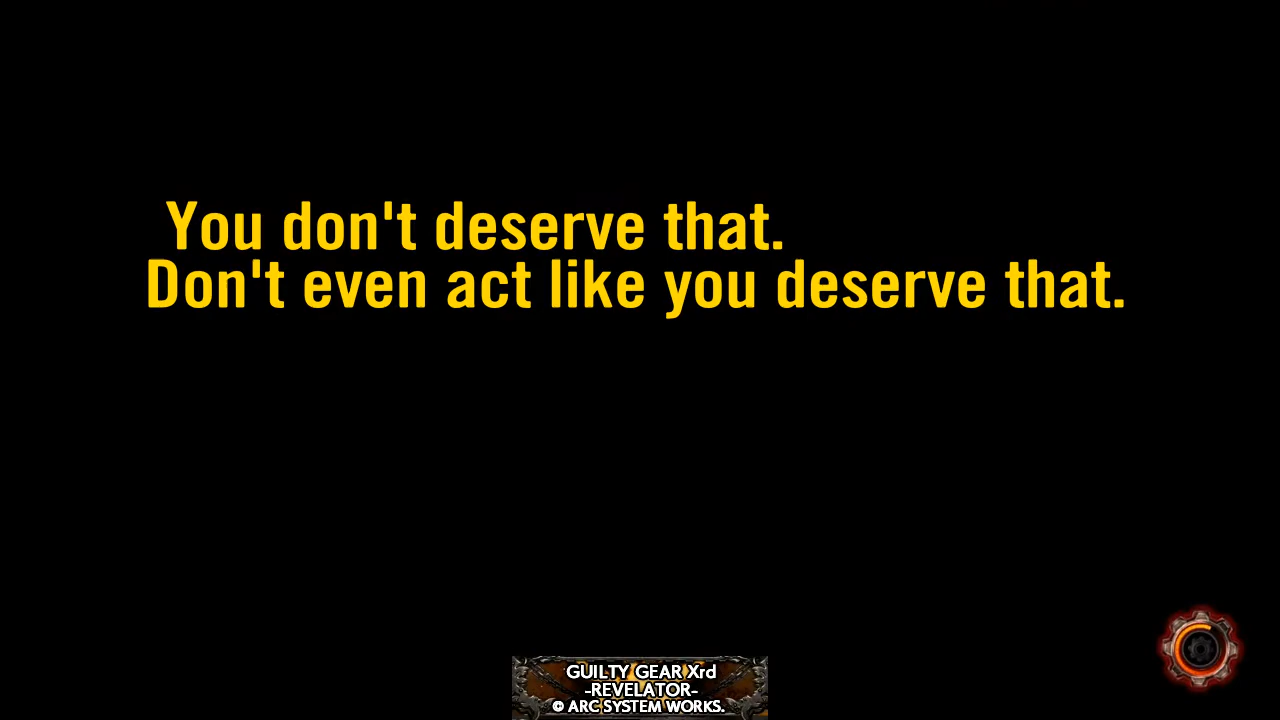 You don't deserve that.
Don't even act like you deserve that.
GUILTY GEAR Xrd
-REVELATOR-
© ARC SYSTEM WORKS.